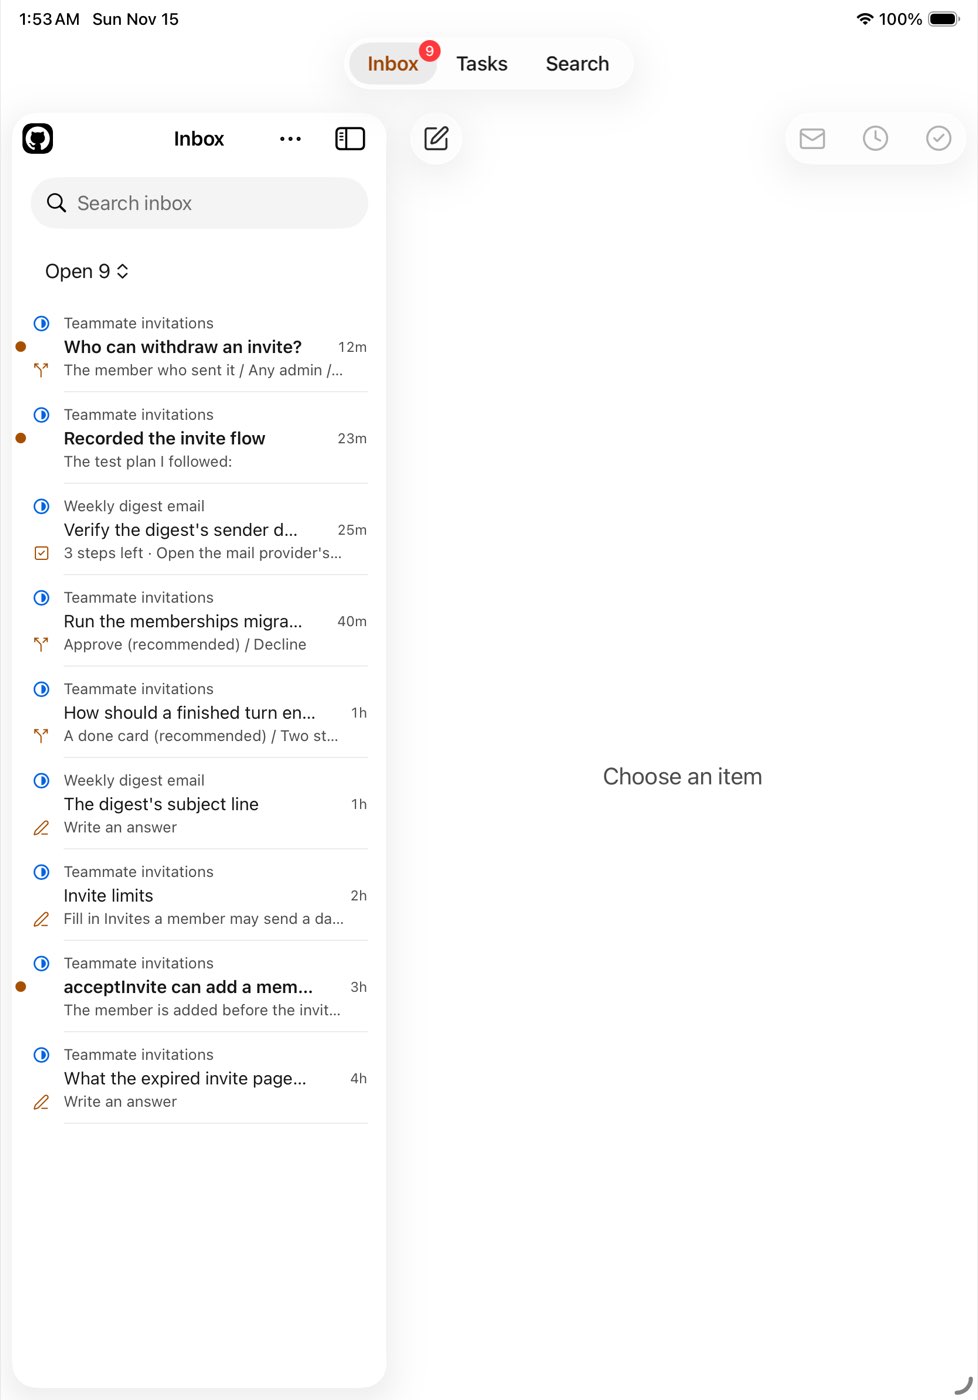 1:53 AM Sun Nov 15
100%
Inbox 9 Tasks Search
Inbox
Search inbox
Open 9
Teammate invitations
Who can withdraw an invite? 12m
The member who sent it / Any admin /...
Teammate invitations
Recorded the invite flow 23m
The test plan I followed:
Weekly digest email
Verify the digest's sender d... 25m
3 steps left · Open the mail provider's...
Teammate invitations
Run the memberships migra... 40m
Approve (recommended) / Decline
Teammate invitations
How should a finished turn en... 1h
A done card (recommended) / Two st...
Weekly digest email
The digest's subject line 1h
Write an answer
Teammate invitations
Invite limits 2h
Fill in Invites a member may send a da...
Teammate invitations
acceptInvite can add a mem... 3h
The member is added before the invit...
Teammate invitations
What the expired invite page... 4h
Write an answer
Choose an item